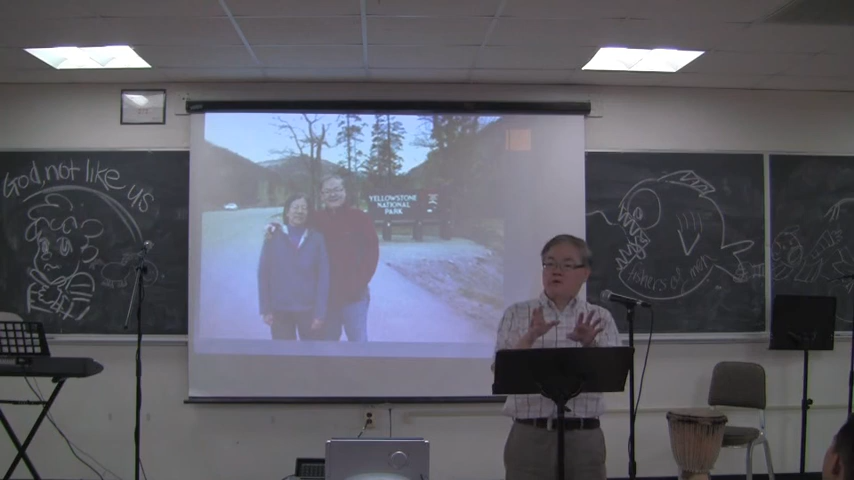 God, not like us
YELLOWSTONE
NATIONAL
PARK
fishers of men